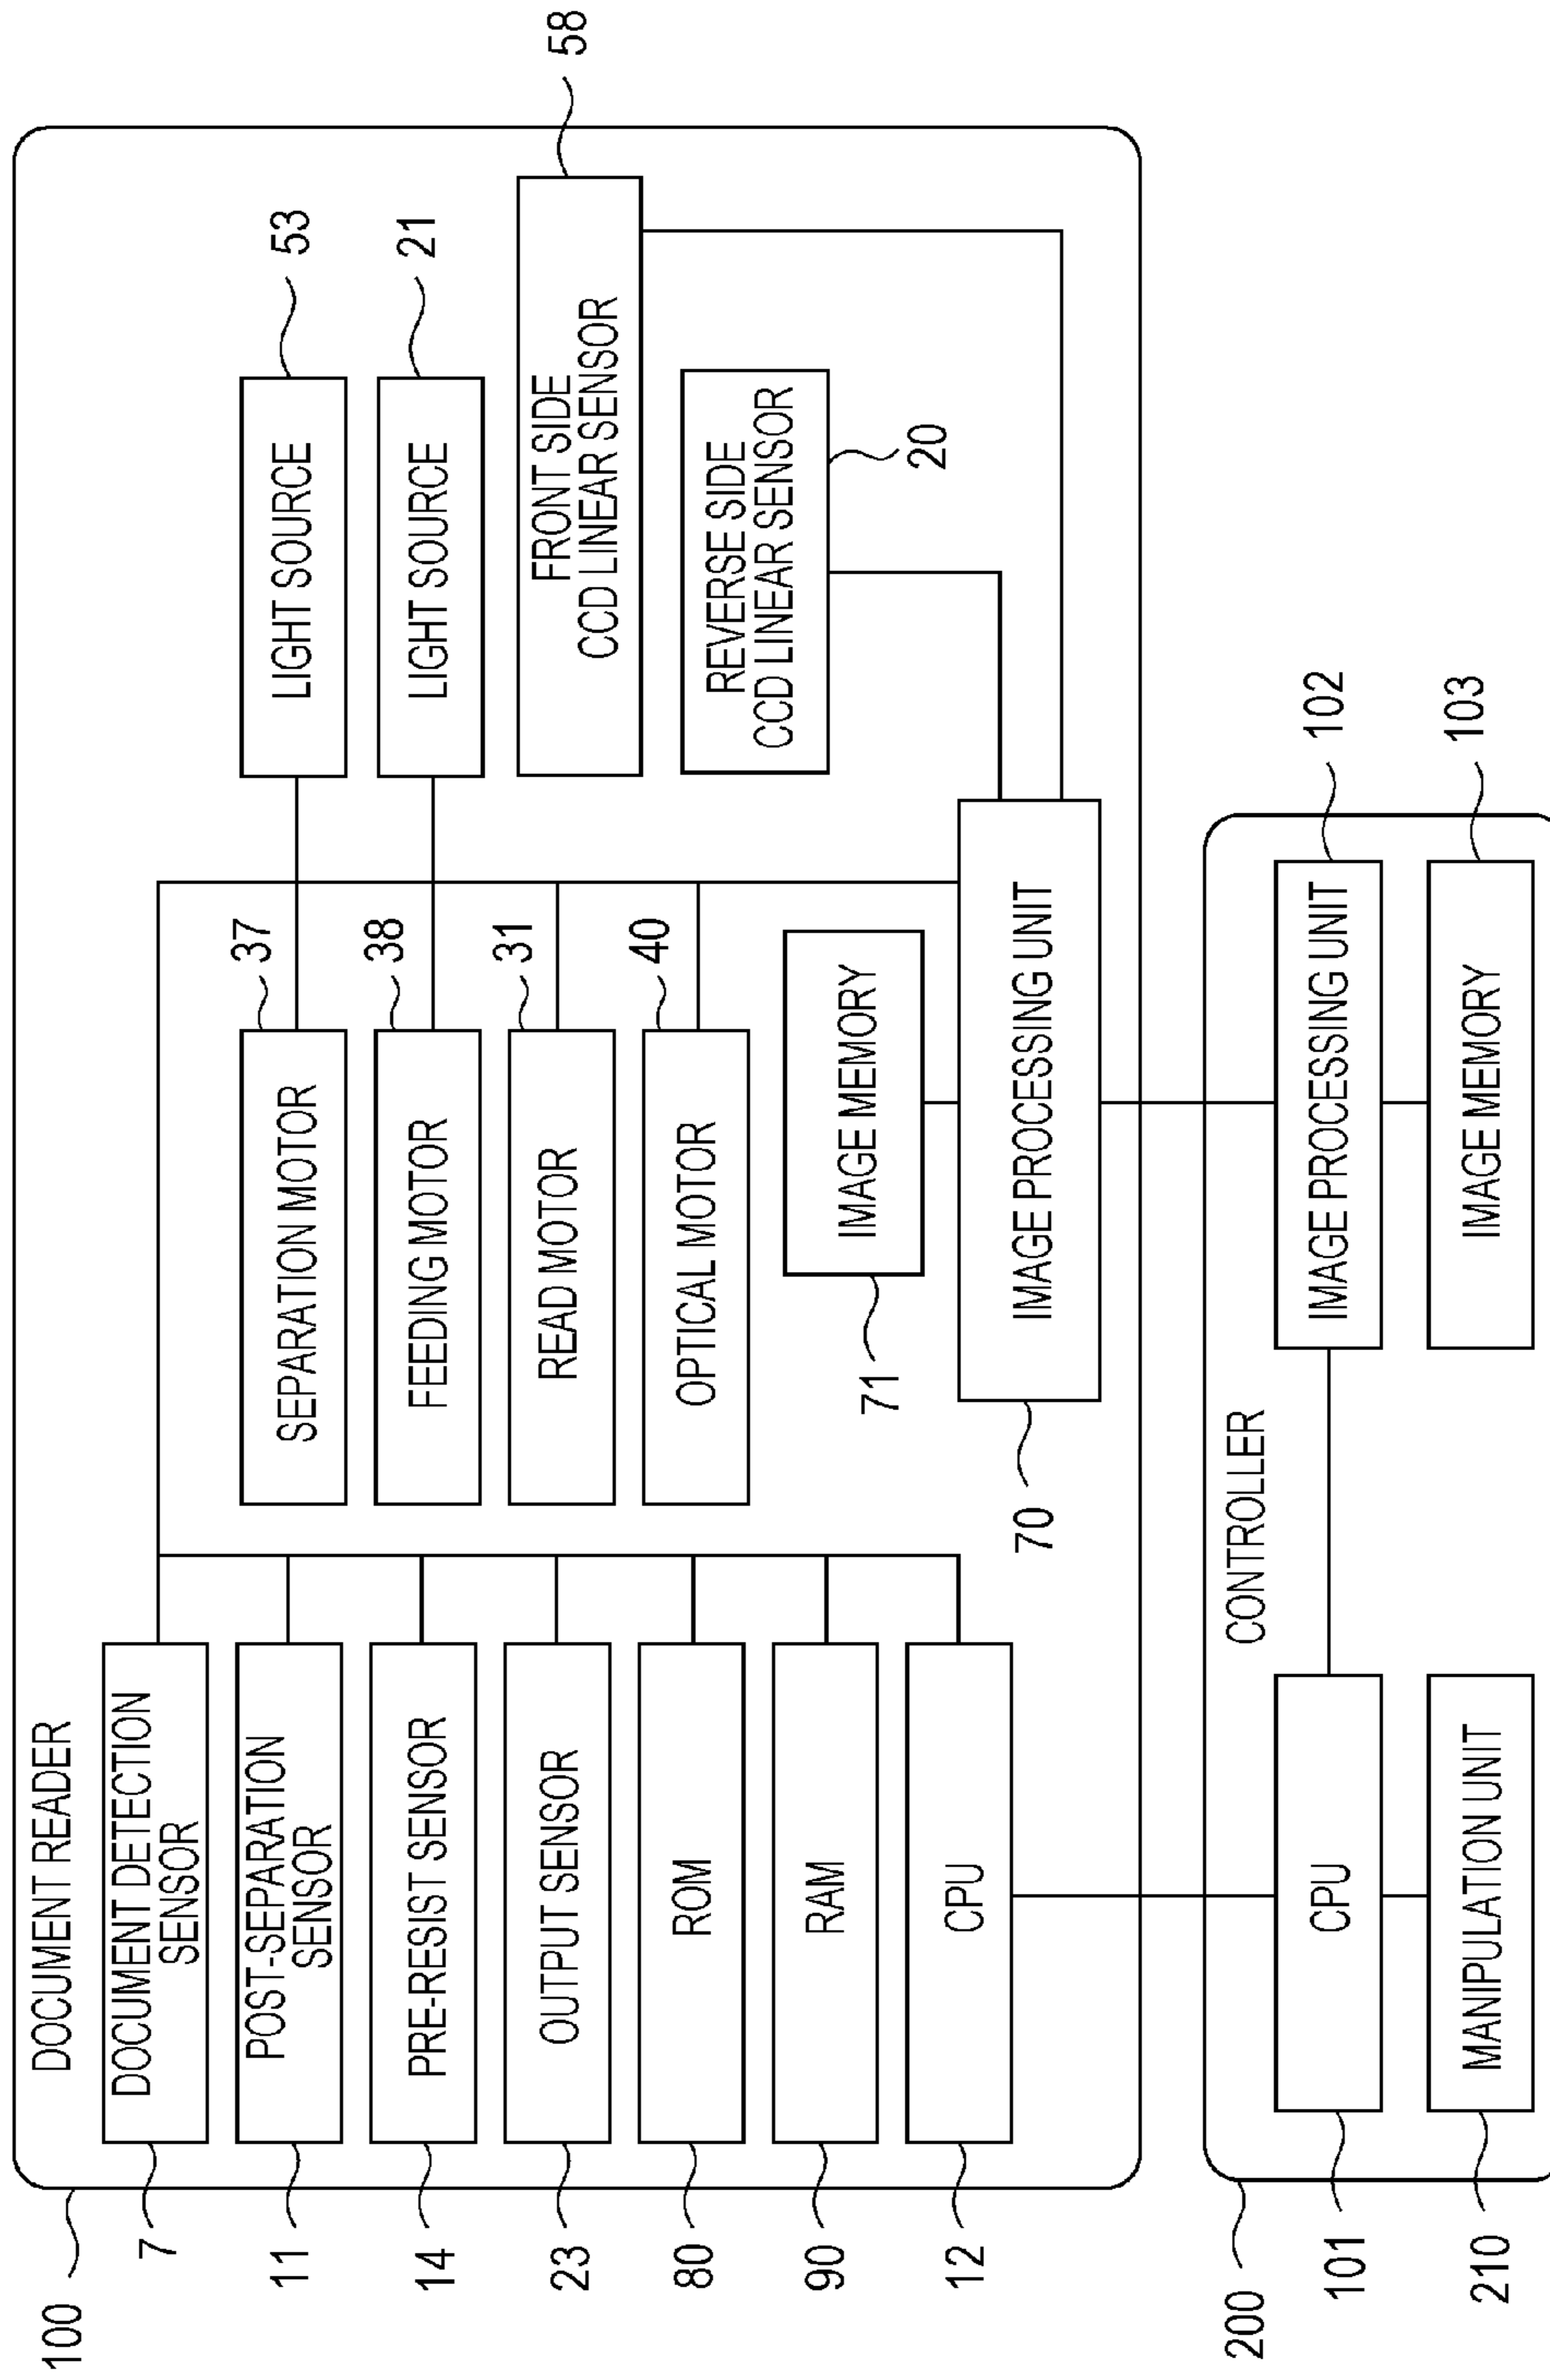 DOCUMENT READER
100
DOCUMENT DETECTION
SENSOR
7
POST-SEPARATION
SENSOR
11
PRE-RESIST SENSOR
14
OUTPUT SENSOR
23
ROM
80
RAM
90
CPU
12
SEPARATION MOTOR
37
FEEDING MOTOR
38
READ MOTOR
31
OPTICAL MOTOR
40
IMAGE MEMORY
71
IMAGE PROCESSING UNIT
70
LIGHT SOURCE
53
LIGHT SOURCE
21
FRONT SIDE
CCD LINEAR SENSOR
58
REVERSE SIDE
CCD LINEAR SENSOR
20
CONTROLLER
200
CPU
101
MANIPULATION UNIT
210
IMAGE PROCESSING UNIT
102
IMAGE MEMORY
103